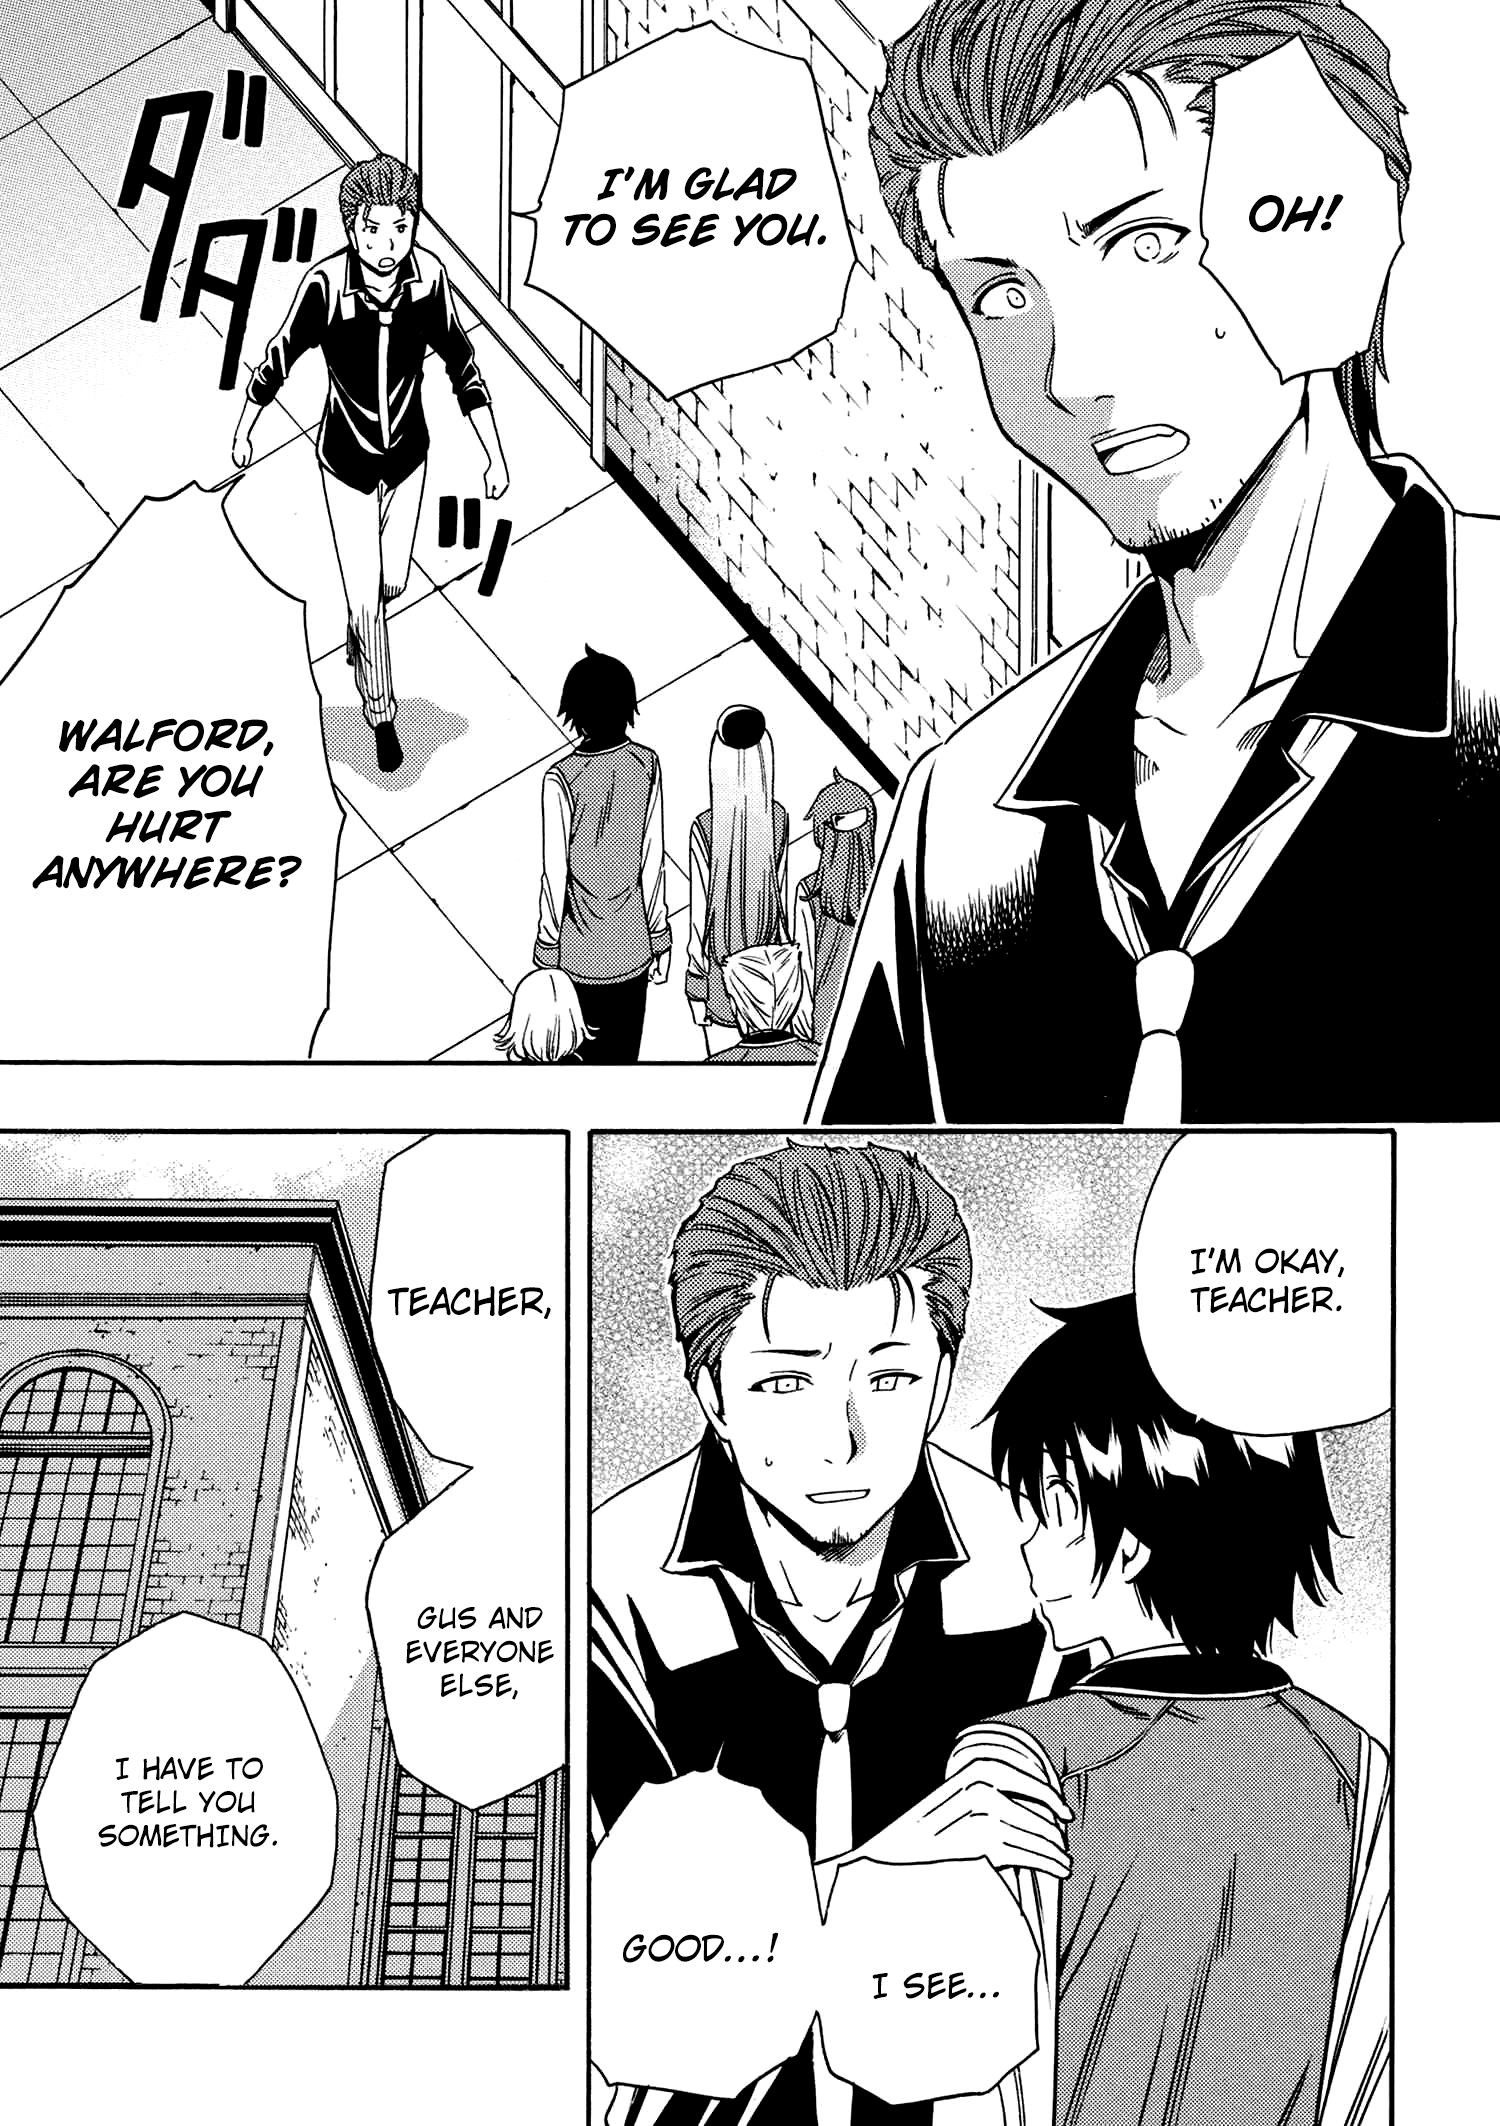 OH!
I'M GLAD
TO SEE YOU.
ダダッ
WALFORD,
ARE YOU
HURT
ANYWHERE?
I'M OKAY,
TEACHER.
I SEE...
GOOD...!
TEACHER,
GUS AND
EVERYONE
ELSE,
I HAVE TO
TELL YOU
SOMETHING.